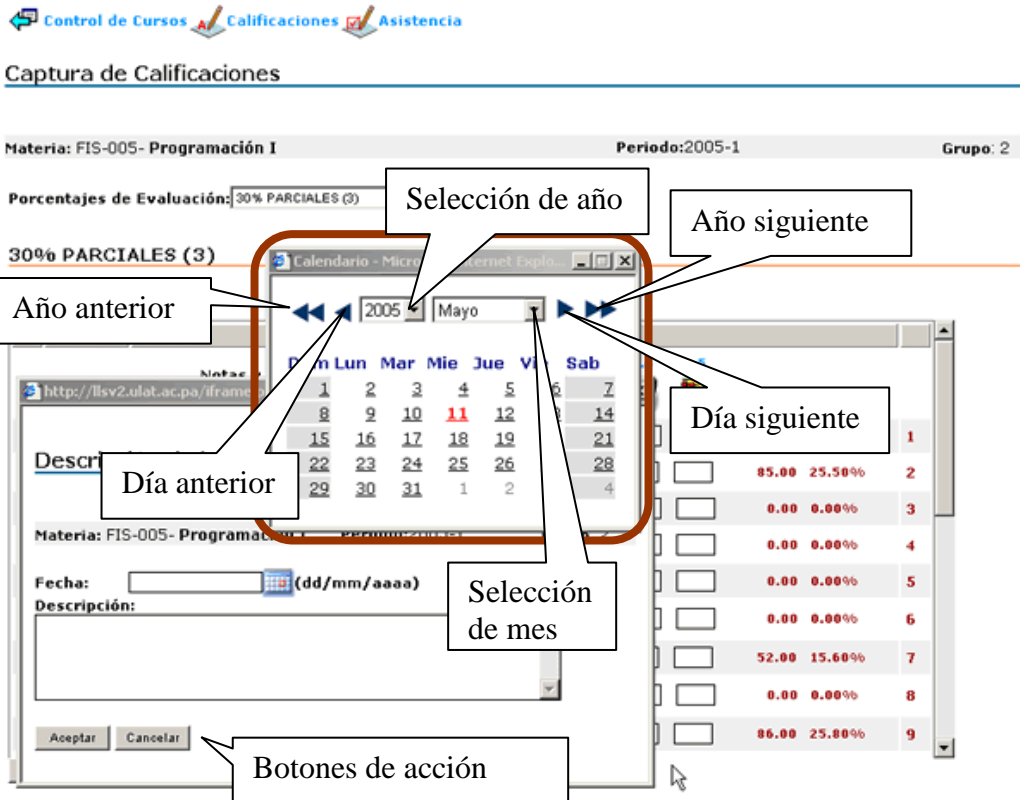 Control de Cursos Calificaciones Asistencia
Captura de Calificaciones
Materia: FIS-005- Programación I Periodo:2005-1 Grupo: 2
Porcentajes de Evaluación: 30% PARCIALES (3)
Selección de año
Año siguiente
30% PARCIALES (3)
Calendario - Microsoft Internet Explo...
Año anterior
2005 Mayo
Dom Lun Mar Mie Jue Vie Sab
1 2 3 4 5 6 7
8 9 10 11 12 14
15 16 17 18 19 21
22 23 24 25 26 28
29 30 31 1 2 4
Notas
http://llsv2.ulat.ac.pa/iframe
Día siguiente
Día anterior
Descri
Materia: FIS-005- Programación I Periodo:2005-1 2
Fecha: (dd/mm/aaaa)
Descripción:
Selección
de mes
Aceptar Cancelar
Botones de acción
1
85.00 25.50% 2
0.00 0.00% 3
0.00 0.00% 4
0.00 0.00% 5
0.00 0.00% 6
52.00 15.60% 7
0.00 0.00% 8
86.00 25.80% 9